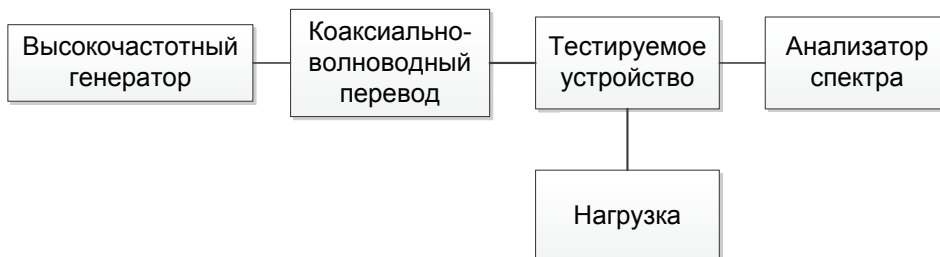 Высокочастотный
генератор
Коаксиально-
волноводный
перевод
Тестируемое
устройство
Анализатор
спектра
Нагрузка